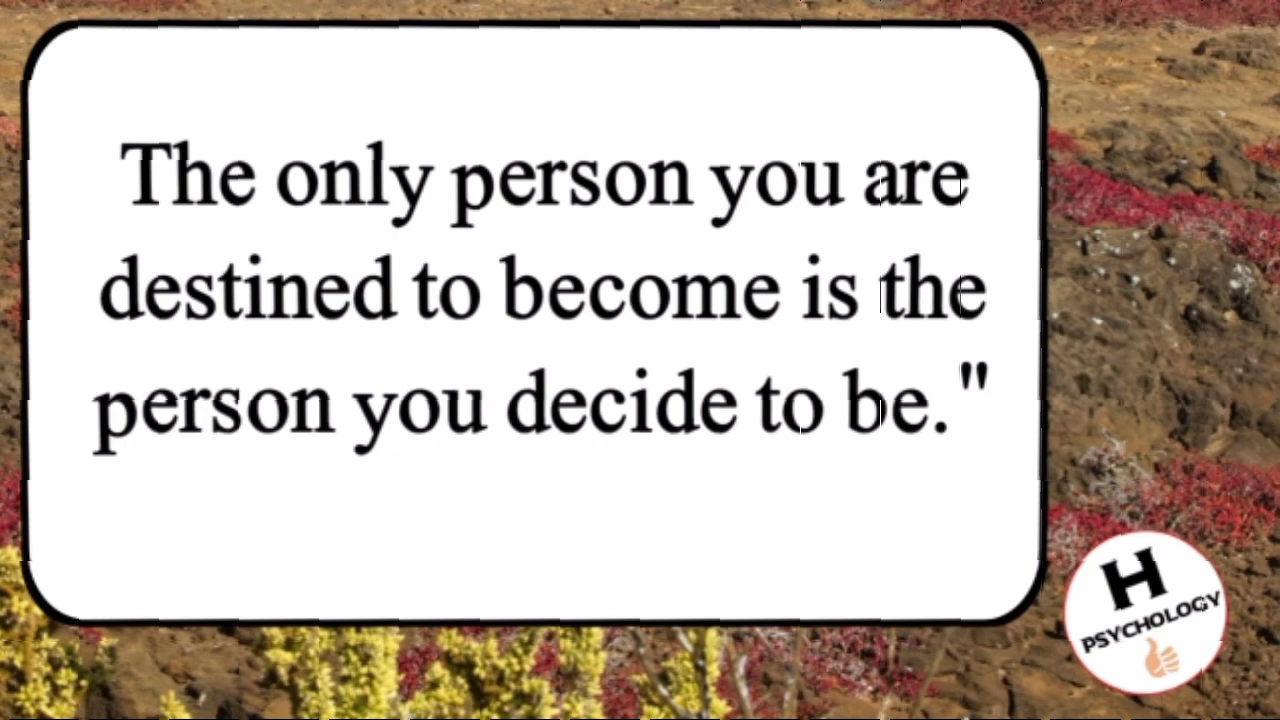 The only person you are
destined to become is the
person you decide to be."
H
PSYCHOLOGY